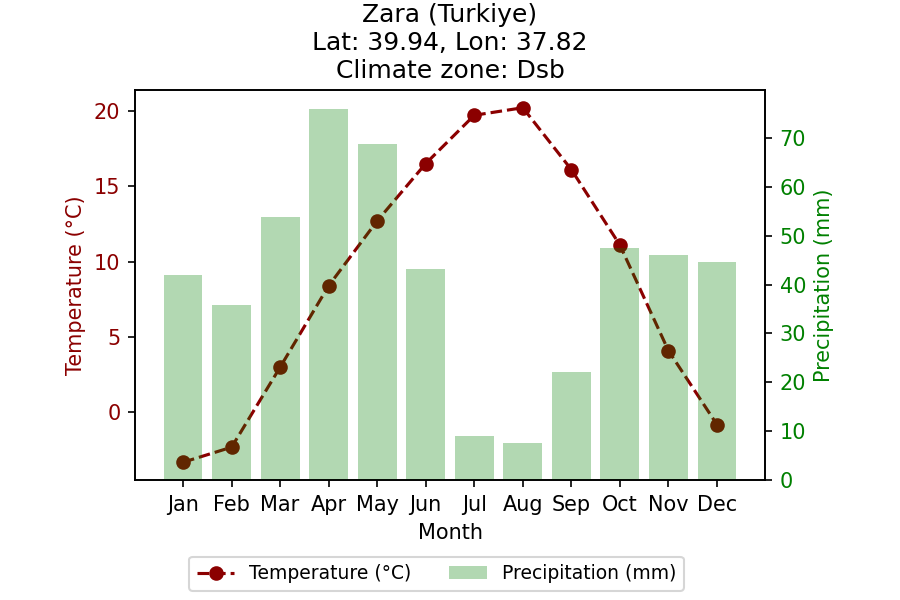 Zara (Turkiye)
Lat: 39.94, Lon: 37.82
Climate zone: Dsb
Temperature (°C)
20
15
10
5
0
70
60
50
40
30
20
10
0
Precipitation (mm)
Jan Feb Mar Apr May Jun Jul Aug Sep Oct Nov Dec
Month
Temperature (°C) Precipitation (mm)